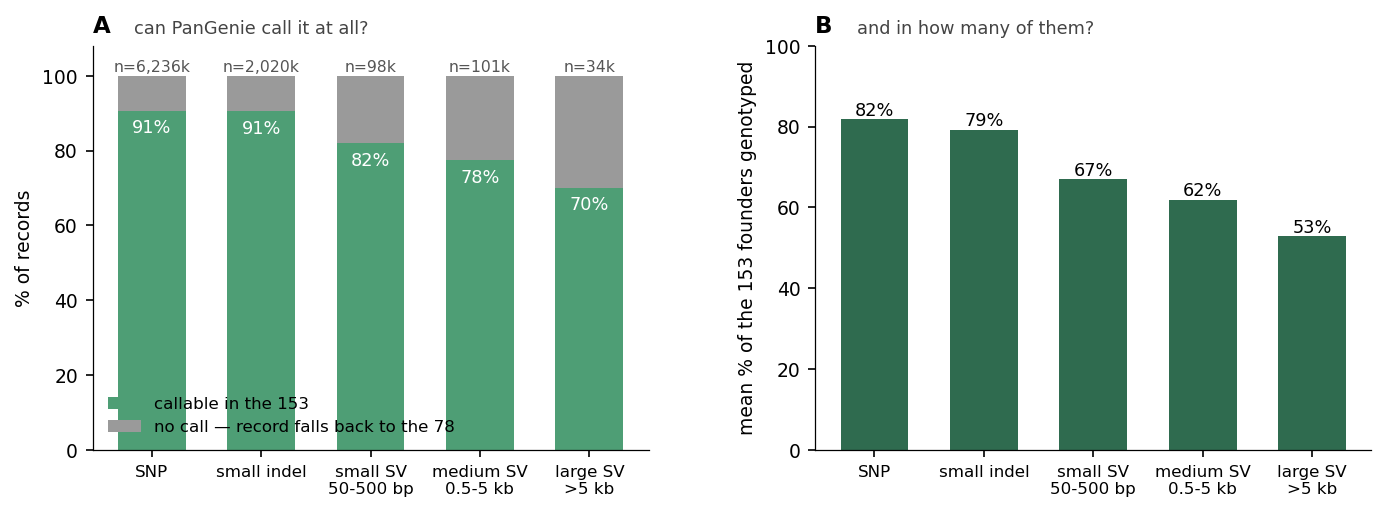 A can PanGenie call it at all?
n=6,236k n=2,020k n=98k n=101k n=34k
100
80
60
40
20
0
% of records
91% 91% 82% 78% 70%
callable in the 153
no call — record falls back to the 78
SNP small indel small SV medium SV large SV
50-500 bp 0.5-5 kb >5 kb
B and in how many of them?
100
80
60
40
20
0
mean % of the 153 founders genotyped
82% 79% 67% 62% 53%
SNP small indel small SV medium SV large SV
50-500 bp 0.5-5 kb >5 kb